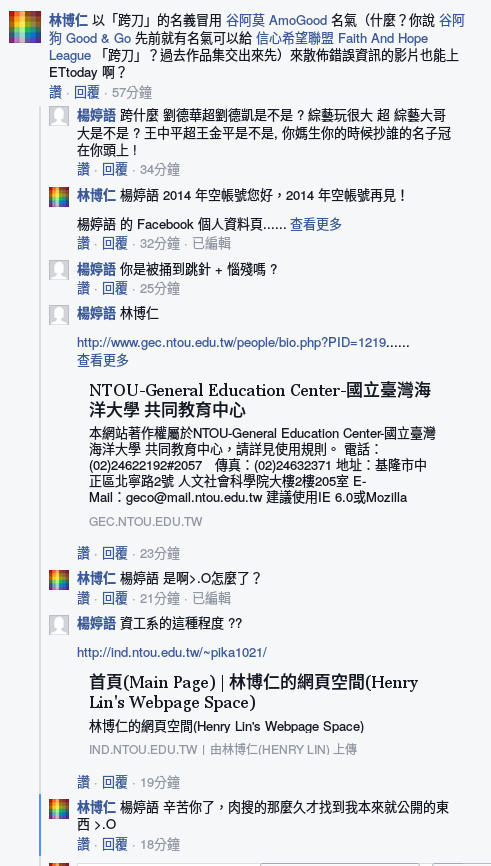 林博仁 以「跨刀」的名義冒用 谷阿莫 AmoGood 名氣（什麼？你說 谷阿
狗 Good & Go 先前就有名氣可以給 信心希望聯盟 Faith And Hope
League 「跨刀」？過去作品集交出來先）來散佈錯誤資訊的影片也能上
ETtoday 啊？
讚 · 回覆 · 57分鐘
楊婷語 跨什麼 劉德華超劉德凱是不是 ? 綜藝玩很大 超 綜藝大哥
大是不是 ? 王中平超王金平是不是, 你媽生你的時候抄誰的名子冠
在你頭上 !
讚 · 回覆 · 34分鐘
林博仁 楊婷語 2014 年空帳號您好，2014 年空帳號再見！
楊婷語 的 Facebook 個人資料頁...... 查看更多
讚 · 回覆 · 32分鐘 · 已編輯
楊婷語 你是被捅到跳針 + 惱殘嗎 ?
讚 · 回覆 · 25分鐘
楊婷語 林博仁
http://www.gec.ntou.edu.tw/people/bio.php?PID=1219......
查看更多
NTOU-General Education Center-國立臺灣海
洋大學 共同教育中心
本網站著作權屬於NTOU-General Education Center-國立臺灣
海洋大學 共同教育中心，請詳見使用規則。 電話：
(02)24622192#2057 傳真：(02)24632371 地址：基隆市中
正區北寧路2號 人文社會科學院大樓2樓205室 E-
Mail：geco@mail.ntou.edu.tw 建議使用IE 6.0或Mozilla
GEC.NTOU.EDU.TW
讚 · 回覆 · 23分鐘
林博仁 楊婷語 是啊>.O怎麼了？
讚 · 回覆 · 21分鐘 · 已編輯
楊婷語 資工系的這種程度 ??
http://ind.ntou.edu.tw/~pika1021/
首頁(Main Page) | 林博仁的網頁空間(Henry
Lin's Webpage Space)
林博仁的網頁空間(Henry Lin's Webpage Space)
IND.NTOU.EDU.TW | 由林博仁(HENRY LIN) 上傳
讚 · 回覆 · 19分鐘
林博仁 楊婷語 辛苦你了，肉搜的那麼久才找到我本來就公開的東
西 >.O
讚 · 回覆 · 18分鐘